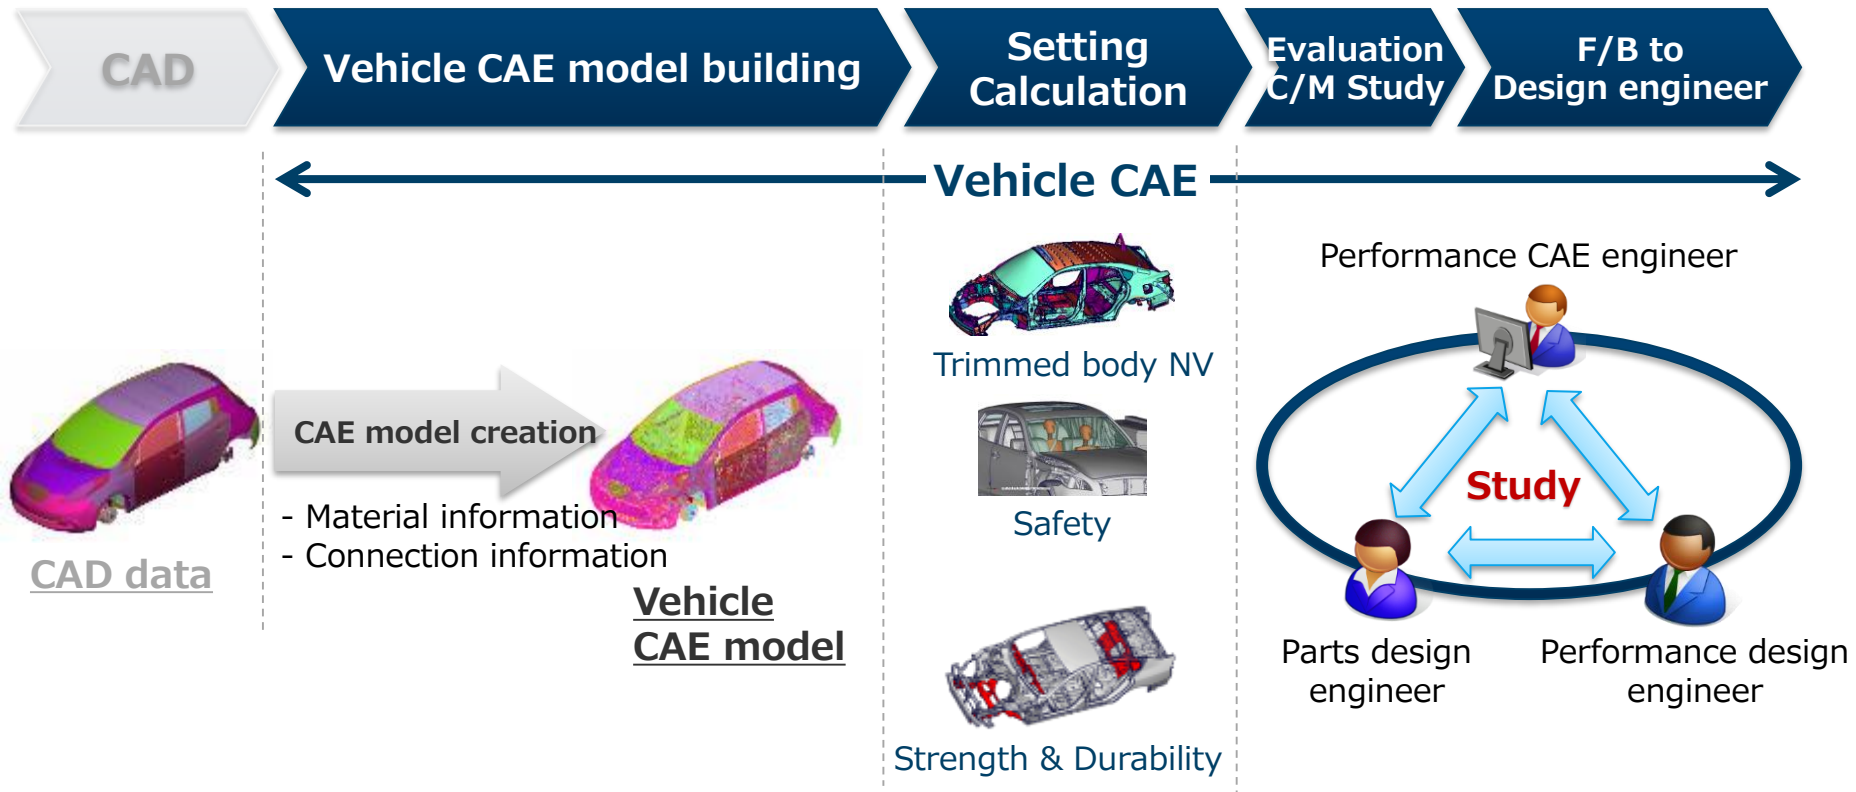 CAD
Vehicle CAE model building
Setting
Calculation
Evaluation
C/M Study
F/B to
Design engineer
Vehicle CAE
CAD data
CAE model creation
- Material information
- Connection information
Vehicle
CAE model
Trimmed body NV
Safety
Strength & Durability
Performance CAE engineer
Study
Parts design
engineer
Performance design
engineer